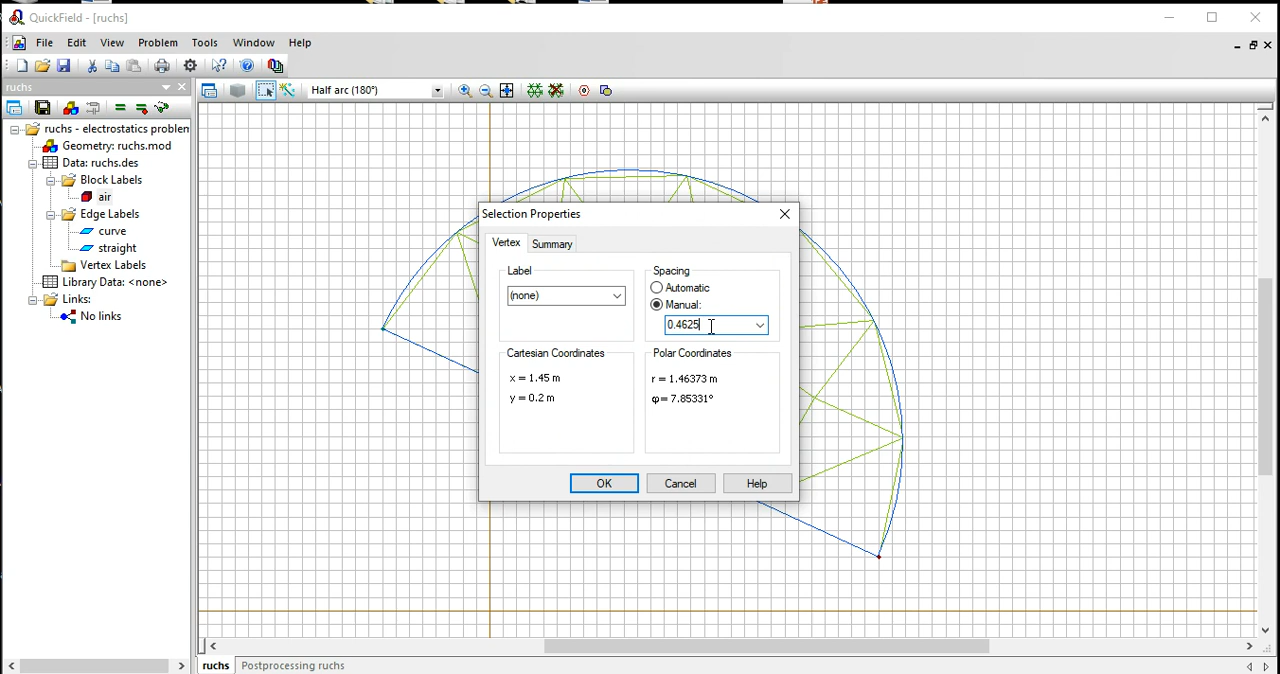 QuickField - [ruchs]
File Edit View Problem Tools Window Help
ruchs
Half arc (180°)
ruchs - electrostatics problem
Geometry: ruchs.mod
Data: ruchs.des
Block Labels
air
Edge Labels
curve
straight
Vertex Labels
Library Data: <none>
Links:
No links
Selection Properties
Vertex Summary
Label
(none)
Spacing
Automatic
Manual:
0.4625
Cartesian Coordinates
x = 1.45 m
y = 0.2 m
Polar Coordinates
r = 1.46373 m
φ= 7.85331°
OK Cancel Help
ruchs Postprocessing ruchs